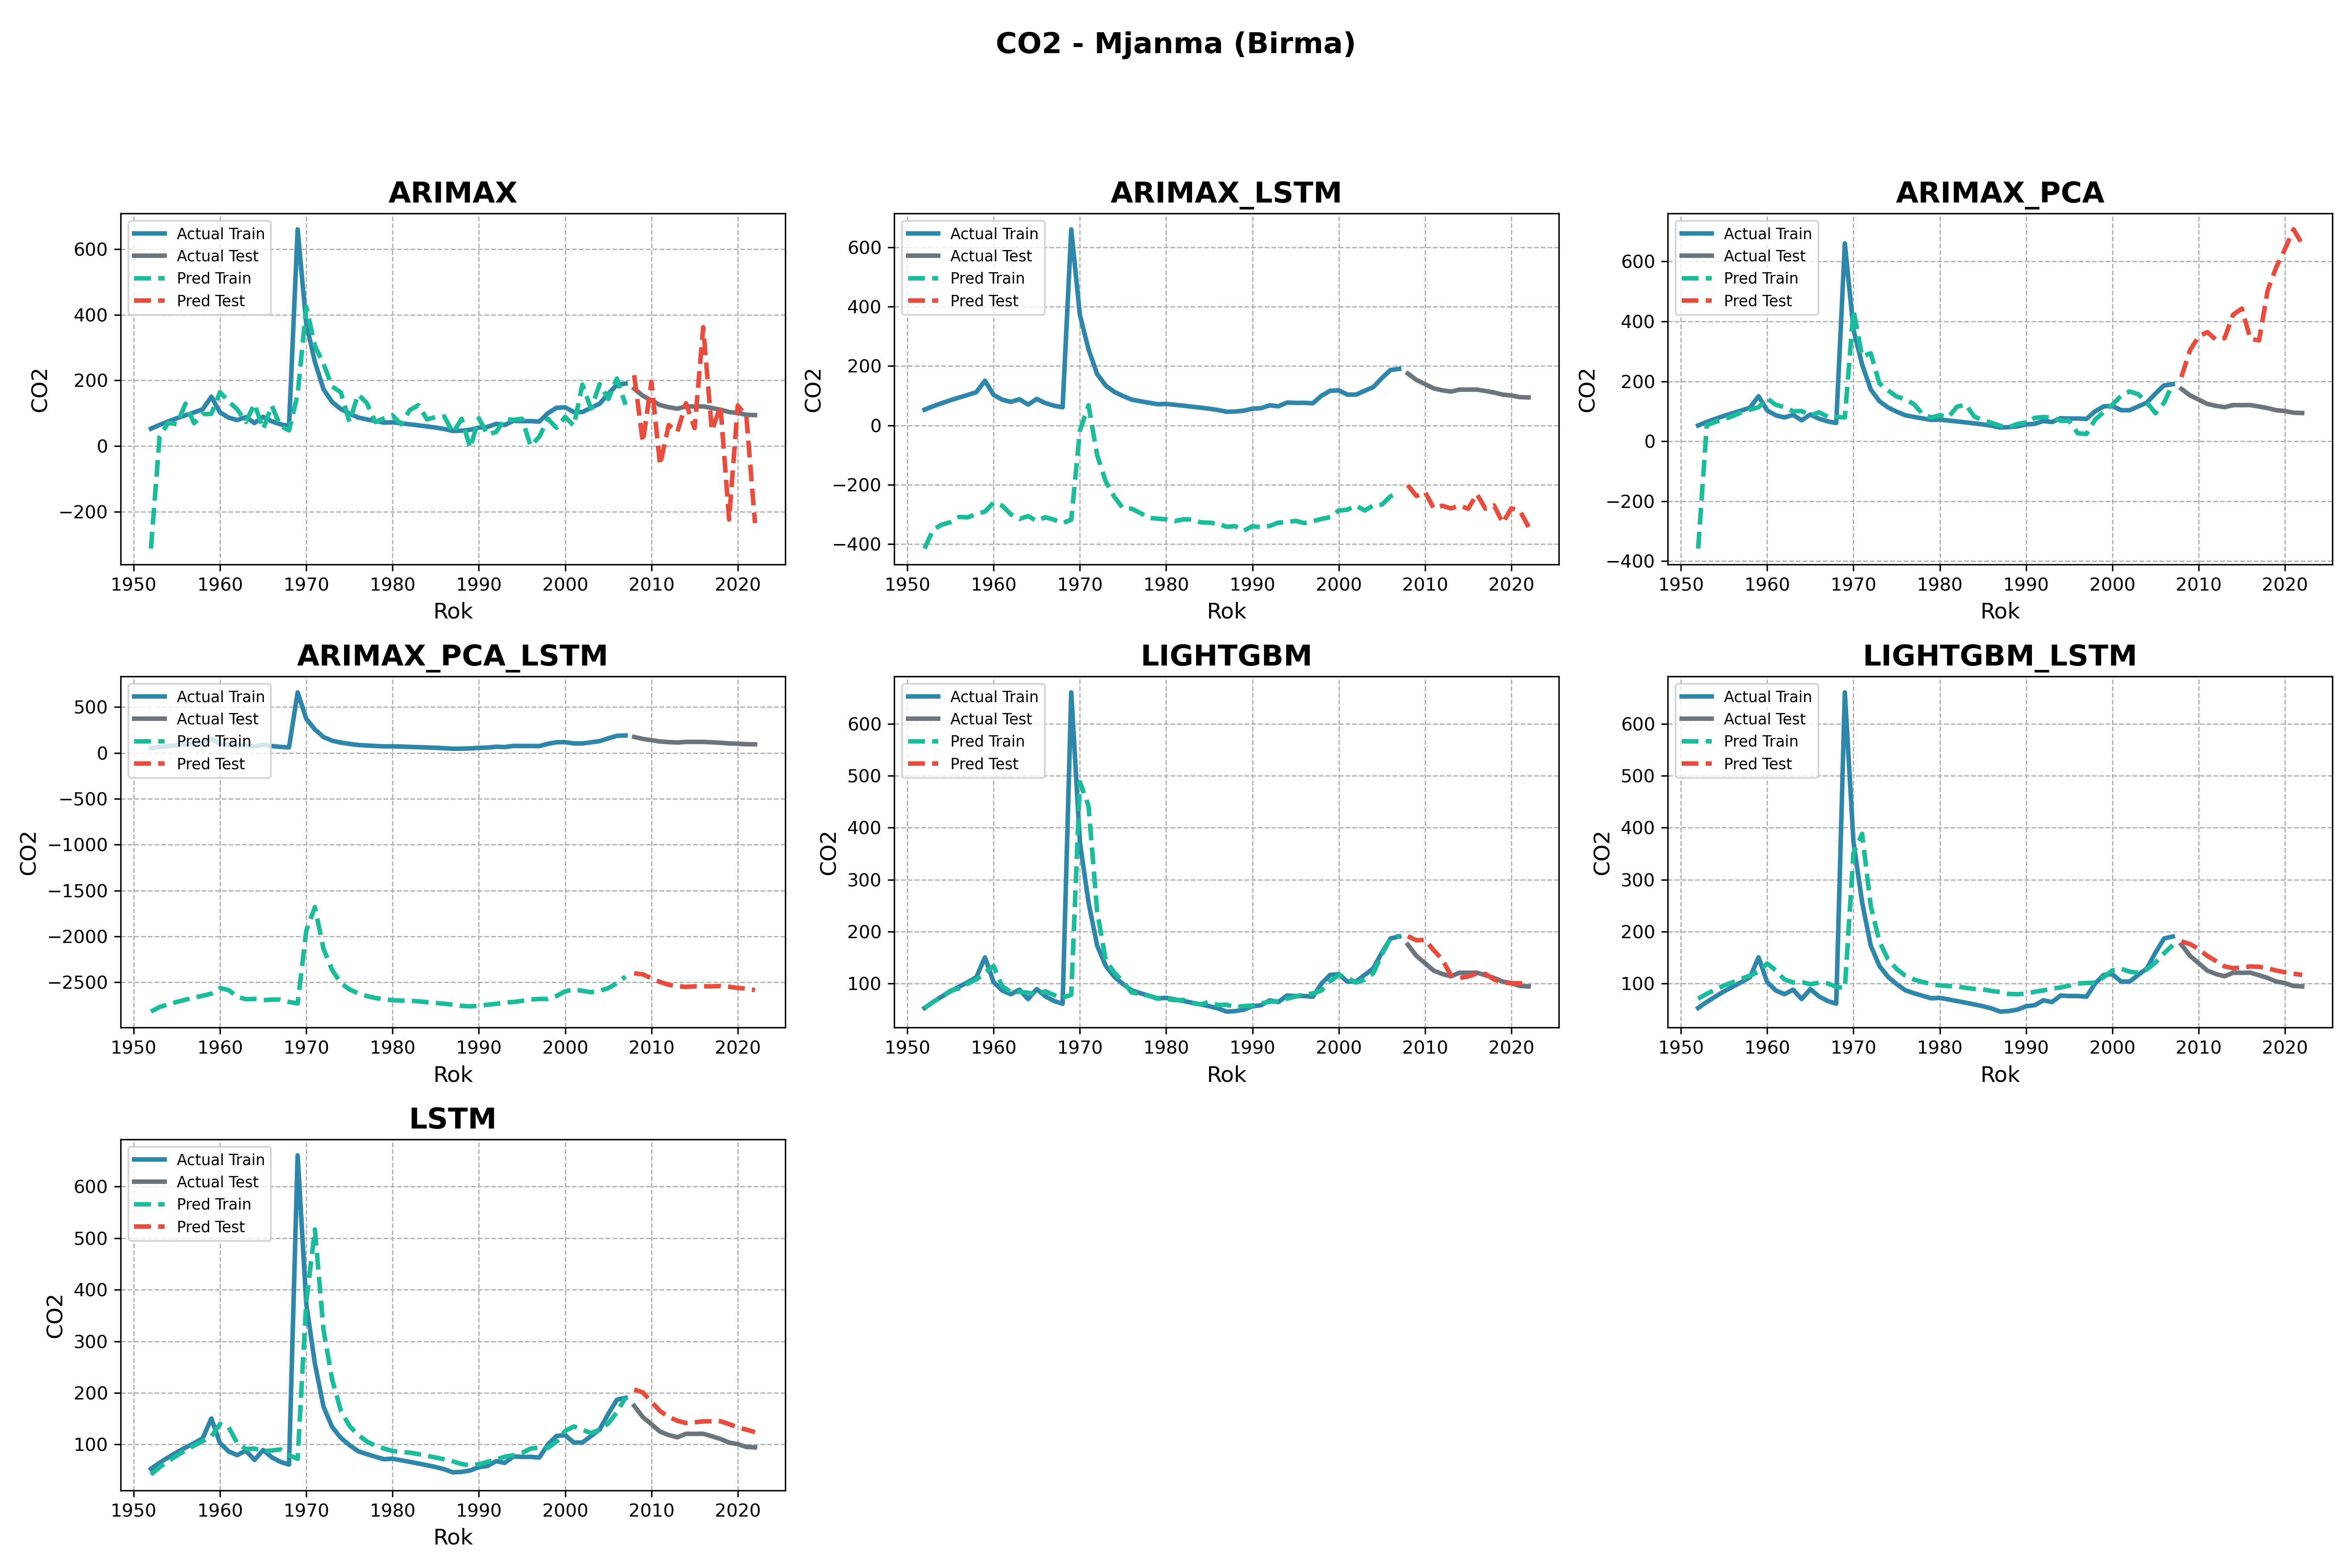 CO2 - Mjanma (Birma)
ARIMAX
Actual Train
Actual Test
Pred Train
Pred Test
600
400
200
0
−200
CO2
1950 1960 1970 1980 1990 2000 2010 2020
Rok
ARIMAX_LSTM
Actual Train
Actual Test
Pred Train
Pred Test
600
400
200
0
−200
−400
CO2
1950 1960 1970 1980 1990 2000 2010 2020
Rok
ARIMAX_PCA
Actual Train
Actual Test
Pred Train
Pred Test
600
400
200
0
−200
−400
CO2
1950 1960 1970 1980 1990 2000 2010 2020
Rok
ARIMAX_PCA_LSTM
Actual Train
Actual Test
Pred Train
Pred Test
500
0
−500
−1000
−1500
−2000
−2500
CO2
1950 1960 1970 1980 1990 2000 2010 2020
Rok
LIGHTGBM
Actual Train
Actual Test
Pred Train
Pred Test
600
500
400
300
200
100
CO2
1950 1960 1970 1980 1990 2000 2010 2020
Rok
LIGHTGBM_LSTM
Actual Train
Actual Test
Pred Train
Pred Test
600
500
400
300
200
100
CO2
1950 1960 1970 1980 1990 2000 2010 2020
Rok
LSTM
Actual Train
Actual Test
Pred Train
Pred Test
600
500
400
300
200
100
CO2
1950 1960 1970 1980 1990 2000 2010 2020
Rok